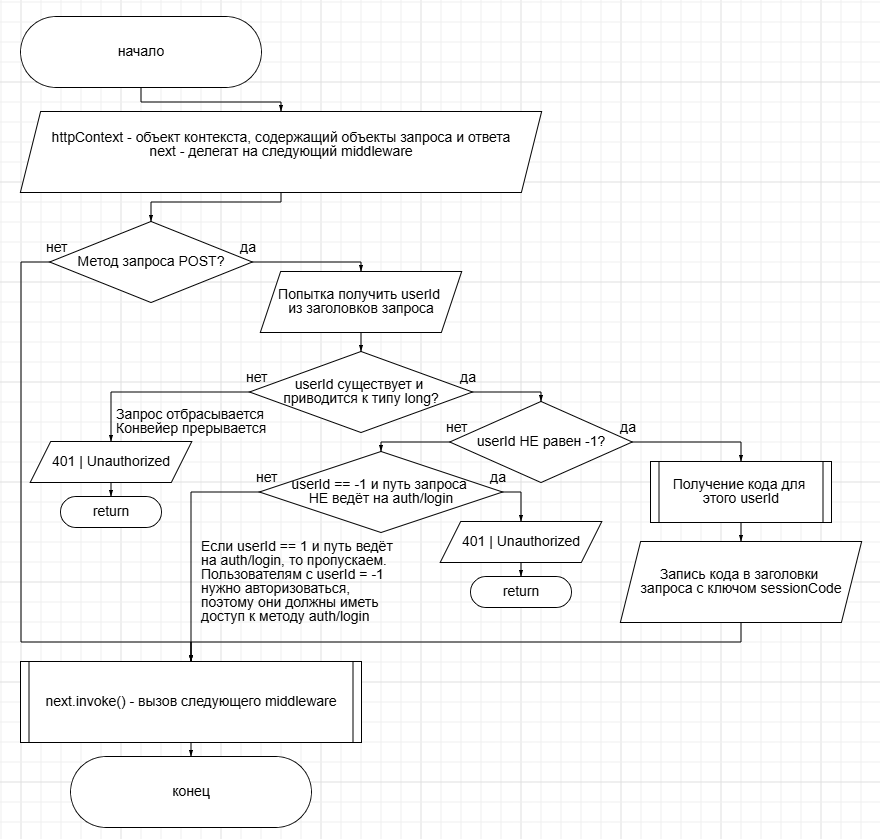 начало
httpContext - объект контекста, содержащий объекты запроса и ответа
next - делегат на следующий middleware
нет
да
Метод запроса POST?
Попытка получить userId
из заголовков запроса
нет
да
userId существует и
приводится к типу long?
Запрос отбрасывается
Конвейер прерывается
401 | Unauthorized
return
нет
да
userId НЕ равен -1?
нет
да
userId == -1 и путь запроса
НЕ ведёт на auth/login
Получение кода для
этого userId
401 | Unauthorized
return
Если userId == 1 и путь ведёт
на auth/login, то пропускаем.
Пользователям с userId = -1
нужно авторизоваться,
поэтому они должны иметь
доступ к методу auth/login
Запись кода в заголовки
запроса с ключом sessionCode
next.invoke() - вызов следующего middleware
конец